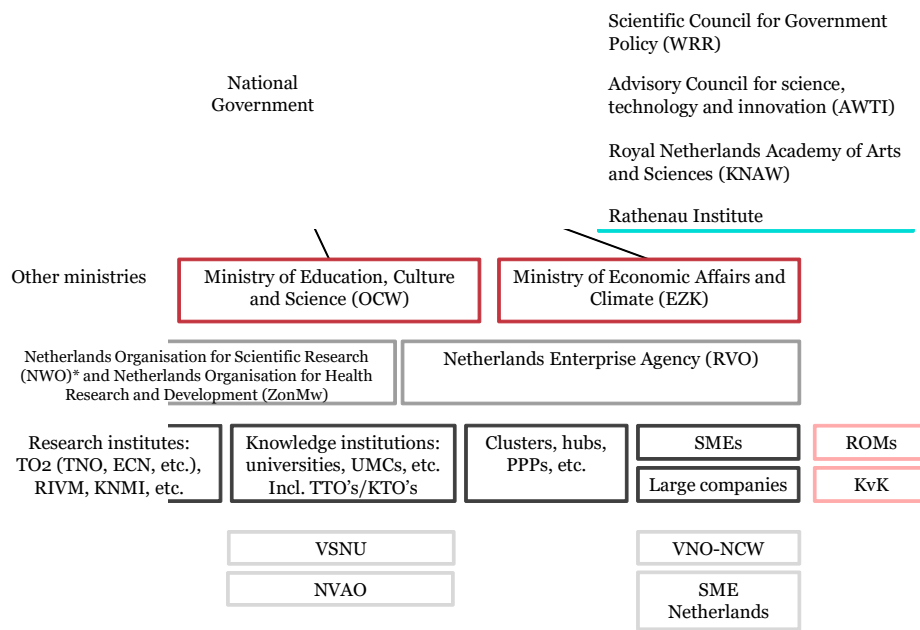 Scientific Council for Government
Policy (WRR)
National
Government
Advisory Council for science,
technology and innovation (AWTI)
Royal Netherlands Academy of Arts
and Sciences (KNAW)
Rathenau Institute
Other ministries
Ministry of Education, Culture
and Science (OCW)
Ministry of Economic Affairs and
Climate (EZK)
Netherlands Organisation for Scientific Research
(NWO)* and Netherlands Organisation for Health
Research and Development (ZonMw)
Netherlands Enterprise Agency (RVO)
Research institutes:
TO2 (TNO, ECN, etc.),
RIVM, KNMI, etc.
Knowledge institutions:
universities, UMCs, etc.
Incl. TTO's/KTO's
Clusters, hubs,
PPPs, etc.
SMEs
Large companies
ROMs
KvK
VSNU
NVAO
VNO-NCW
SME
Netherlands